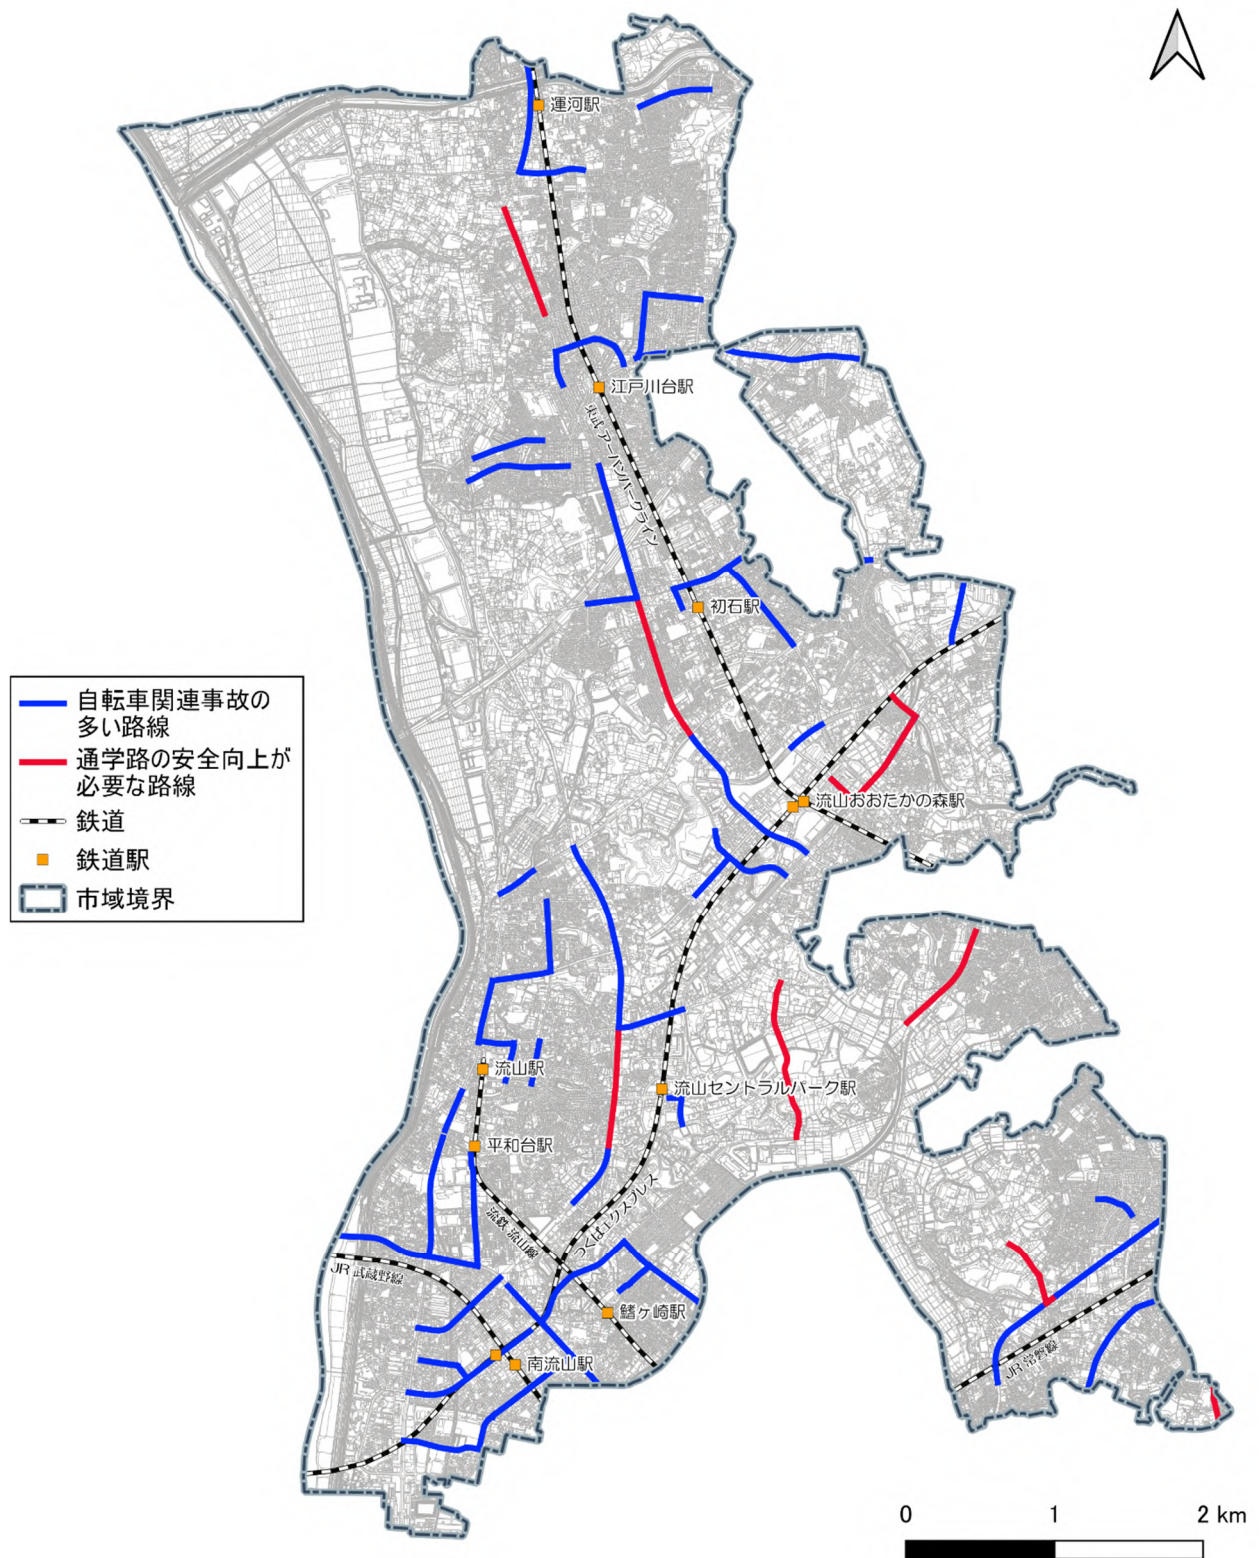 運河駅
江戸川台駅
東武 アーバンパークライン
初石駅
自転車関連事故の
多い路線
通学路の安全向上が
必要な路線
鉄道
鉄道駅
市域境界
流山おおたかの森駅
流山駅
流山セントラルパーク駅
平和台駅
流鉄 流山線
つくばエクスプレス
JR 武蔵野線
鰭ヶ崎駅
南流山駅
JR 常磐線
0 1 2 km